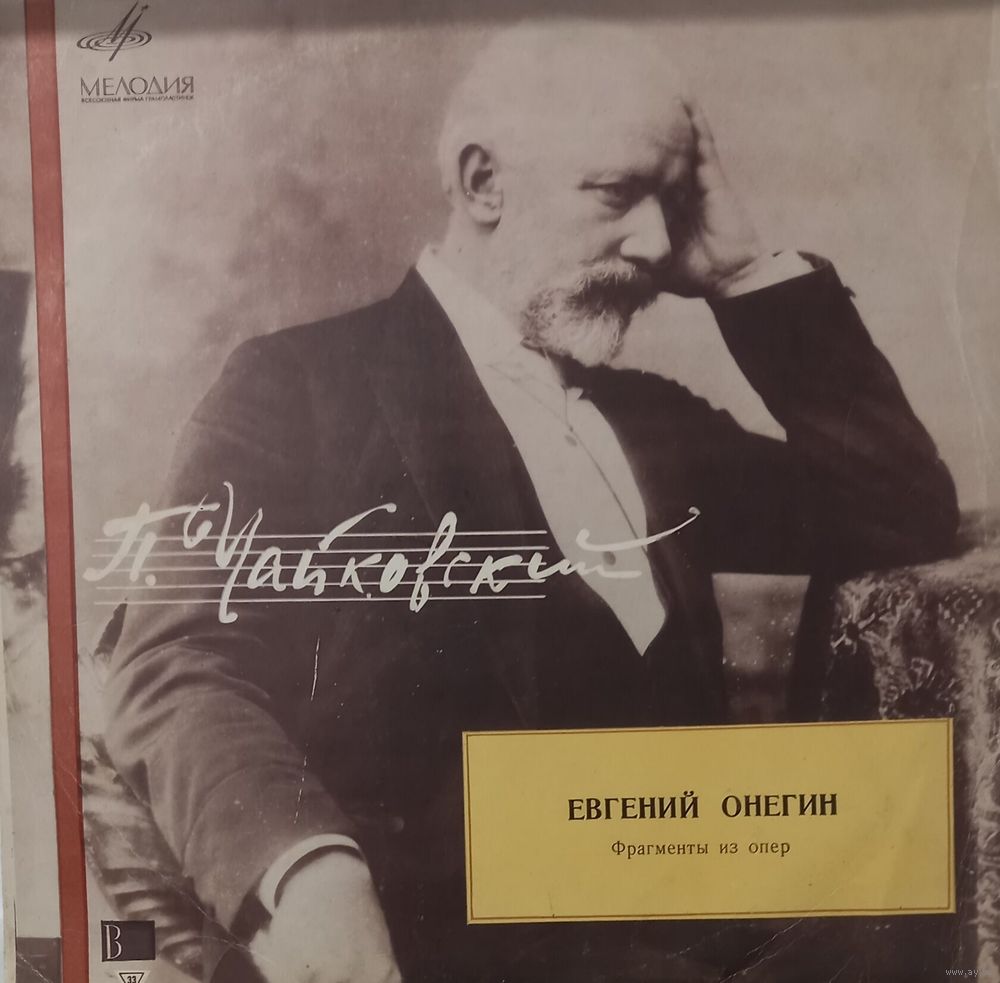 МЕЛОДИЯ
ВСЕСОЮЗНАЯ ФИРМА ГРАМПЛАСТИНОК
П. Чайковский
ЕВГЕНИЙ ОНЕГИН
Фрагменты из опер
В
33